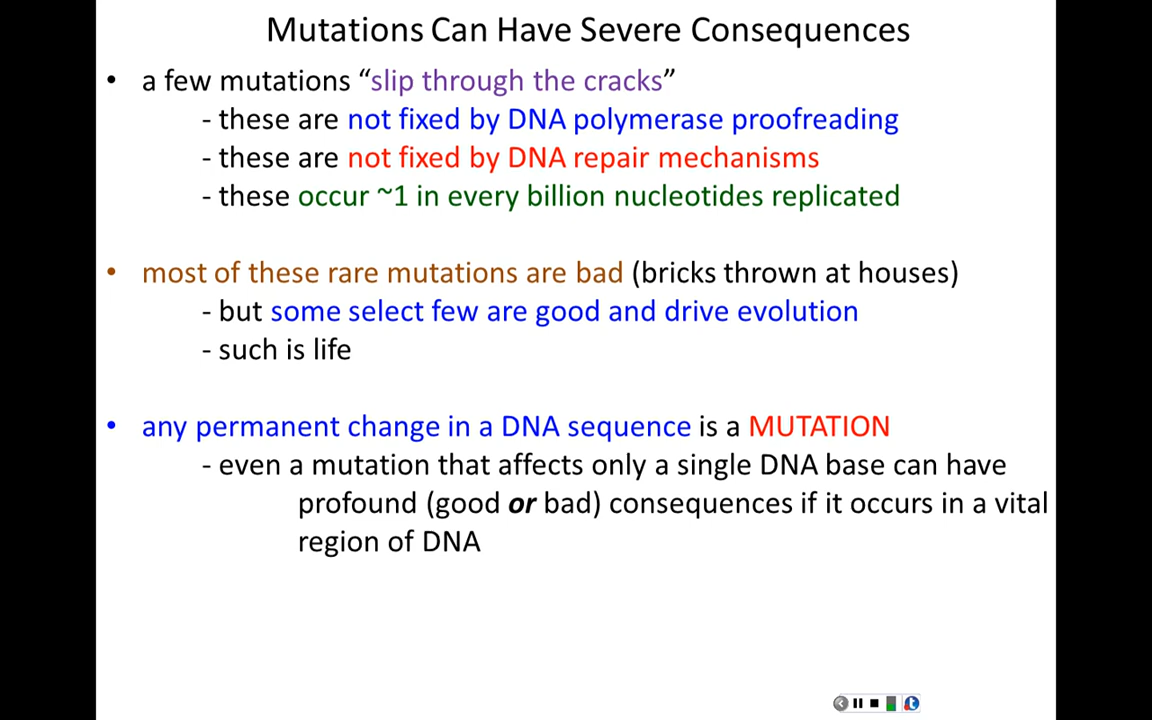 Mutations Can Have Severe Consequences
• a few mutations “slip through the cracks”
- these are not fixed by DNA polymerase proofreading
- these are not fixed by DNA repair mechanisms
- these occur ~1 in every billion nucleotides replicated
• most of these rare mutations are bad (bricks thrown at houses)
- but some select few are good and drive evolution
- such is life
• any permanent change in a DNA sequence is a MUTATION
- even a mutation that affects only a single DNA base can have
profound (good or bad) consequences if it occurs in a vital
region of DNA